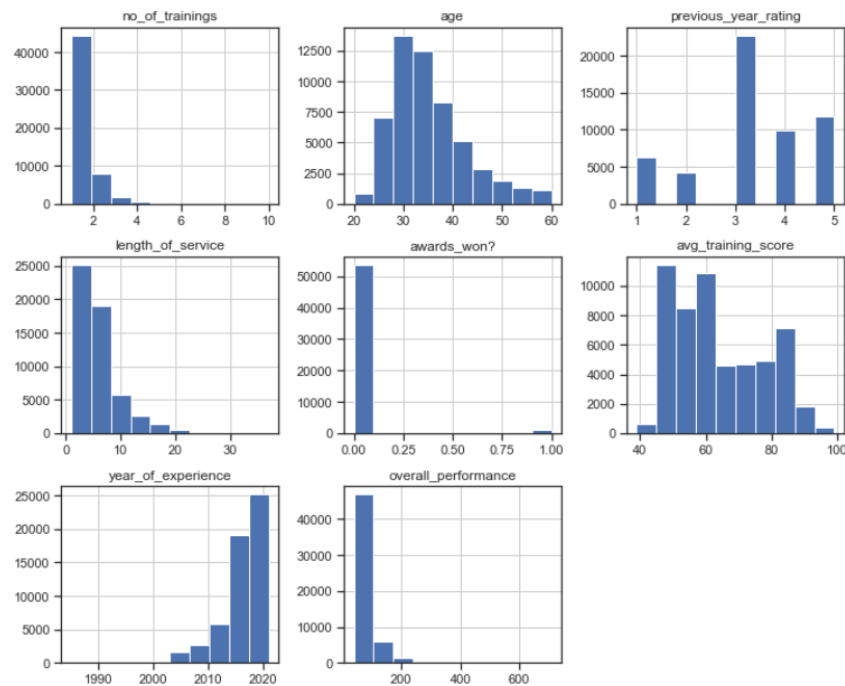 no_of_trainings
40000
30000
20000
10000
0
2 4 6 8 10
age
12500
10000
7500
5000
2500
0
20 30 40 50 60
previous_year_rating
20000
15000
10000
5000
0
1 2 3 4 5
length_of_service
25000
20000
15000
10000
5000
0
0 10 20 30
awards_won?
50000
40000
30000
20000
10000
0
0.00 0.25 0.50 0.75 1.00
avg_training_score
10000
8000
6000
4000
2000
0
40 60 80 100
year_of_experience
25000
20000
15000
10000
5000
0
1990 2000 2010 2020
overall_performance
40000
30000
20000
10000
0
200 400 600